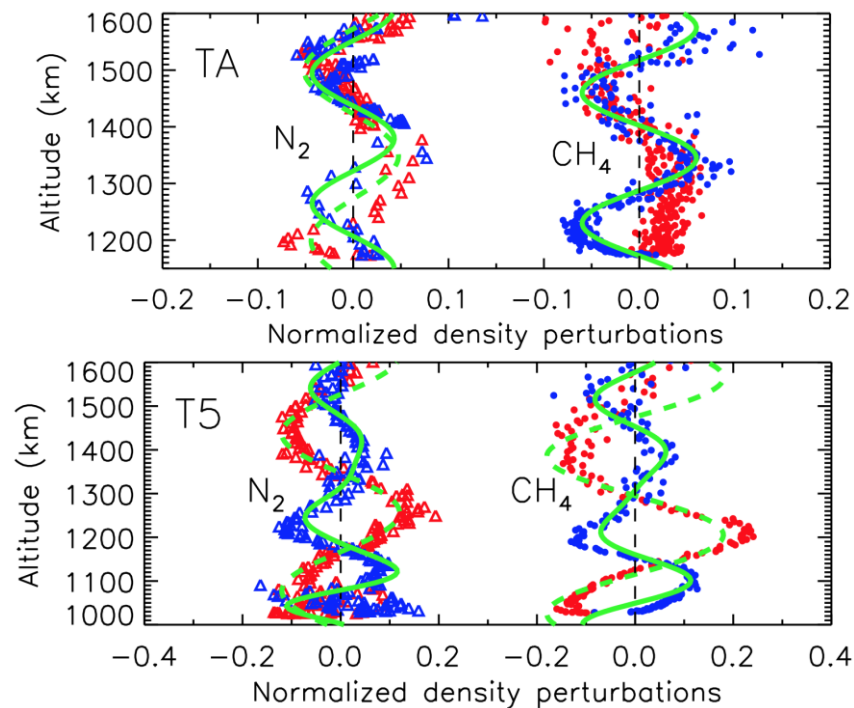 1600
TA
1500
N₂
CH₄
1400
1300
1200
Altitude (km)
−0.2 −0.1 0.0 0.1 −0.1 0.0 0.1 0.2
Normalized density perturbations
1600
T5
1500
1400
N₂
CH₄
1300
1200
1100
1000
Altitude (km)
−0.4 −0.2 0.0 0.2 −0.2 0.0 0.2 0.4
Normalized density perturbations